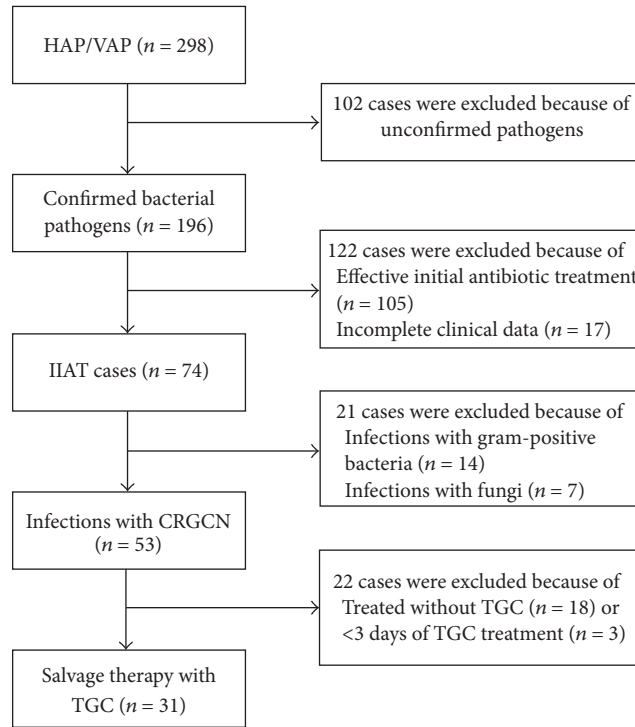 HAP/VAP (n = 298)
102 cases were excluded because of
unconfirmed pathogens
Confirmed bacterial
pathogens (n = 196)
122 cases were excluded because of
Effective initial antibiotic treatment
(n = 105)
Incomplete clinical data (n = 17)
IIAT cases (n = 74)
21 cases were excluded because of
Infections with gram-positive
bacteria (n = 14)
Infections with fungi (n = 7)
Infections with CRGCN
(n = 53)
22 cases were excluded because of
Treated without TGC (n = 18) or
<3 days of TGC treatment (n = 3)
Salvage therapy with
TGC (n = 31)